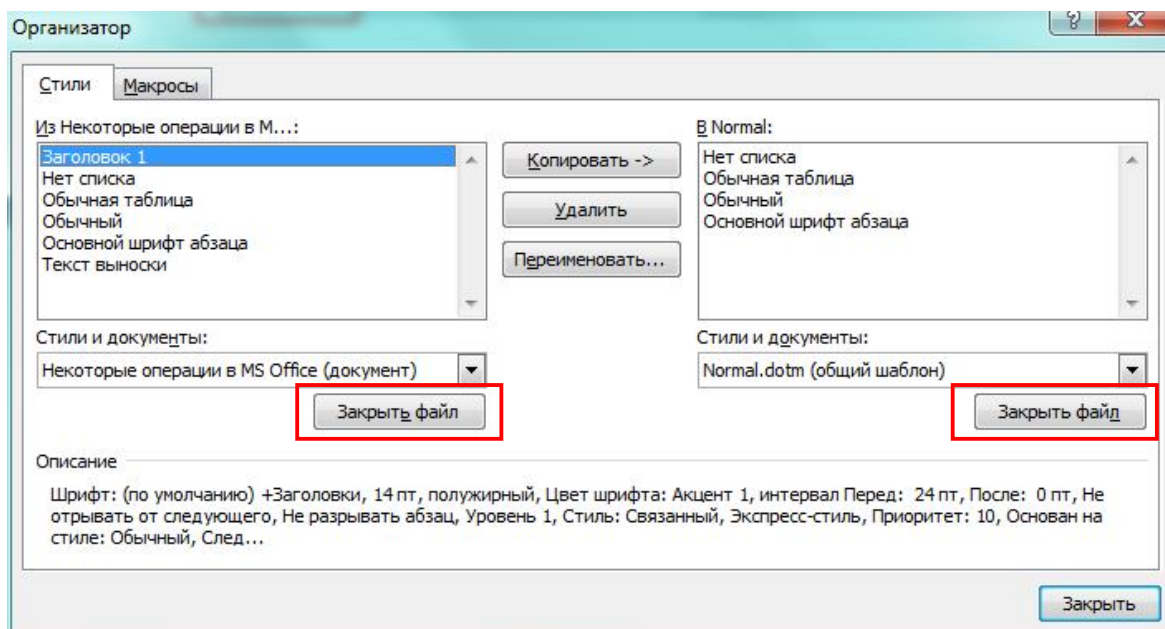 Организатор
Стили
Макросы
Из Некоторые операции в М...:
Заголовок 1
Нет списка
Обычная таблица
Обычный
Основной шрифт абзаца
Текст выноски
Копировать ->
Удалить
Переименовать...
В Normal:
Нет списка
Обычная таблица
Обычный
Основной шрифт абзаца
Стили и документы:
Некоторые операции в MS Office (документ)
Закрыть файл
Стили и документы:
Normal.dotm (общий шаблон)
Закрыть файл
Описание
Шрифт: (по умолчанию) +Заголовки, 14 пт, полужирный, Цвет шрифта: Акцент 1, интервал Перед: 24 пт, После: 0 пт, Не
отрывать от следующего, Не разрывать абзац, Уровень 1, Стиль: Связанный, Экспресс-стиль, Приоритет: 10, Основан на
стиле: Обычный, След...
Закрыть